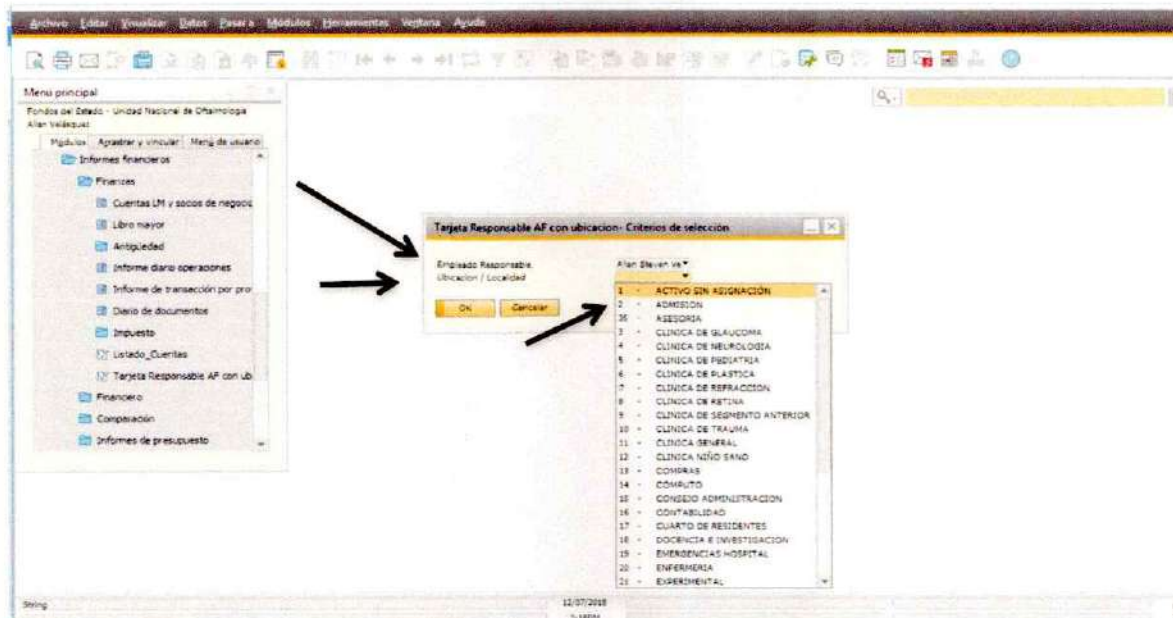 Archivo Editar Visualizar Datos Pasar a Módulos Herramientas Ventana Ayuda
Menú principal
Fondos del Estado - Unidad Nacional de Oftalmologia
Allan Velásquez
Módulos Arrastrar y vincular Menú de usuario
Informes financieros
Finanzas
Cuentas LM y socios de negocio
Libro mayor
Antigüedad
Informe diario operaciones
Informe de transacción por pro
Diario de documentos
Impuesto
Listado_Cuentas
Tarjeta Responsable AF con ub
Financiero
Comparación
Informes de presupuesto
Tarjeta Responsable AF con ubicacion- Criterios de selección
Empleado Responsable Allan Steven Ve
Ubicacion / Localidad
OK Cancelar
1 - ACTIVO SIN ASIGNACIÓN
2 - ADMISION
35 - ASESORIA
3 - CLINICA DE GLAUCOMA
4 - CLINICA DE NEUROLOGIA
5 - CLINICA DE PEDIATRIA
6 - CLINICA DE PLASTICA
7 - CLINICA DE REFRACCION
8 - CLINICA DE RETINA
9 - CLINICA DE SEGMENTO ANTERIOR
10 - CLINICA DE TRAUMA
11 - CLINICA GENERAL
12 - CLINICA NIÑO SANO
13 - COMPRAS
14 - COMPUTO
15 - CONSEJO ADMINISTRACION
16 - CONTABILIDAD
17 - CUARTO DE RESIDENTES
18 - DOCENCIA E INVESTIGACION
19 - EMERGENCIAS HOSPITAL
20 - ENFERMERIA
21 - EXPERIMENTAL
String 12/07/2018